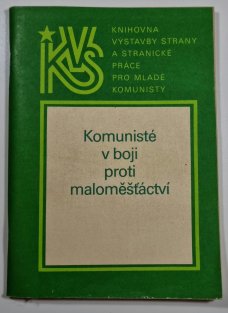 KVS
KNIHOVNA
VÝSTAVBY STRANY
A STRANICKÉ
PRÁCE
PRO MLADÉ
KOMUNISTY
Komunisté
v boji
proti
maloměšťáctví